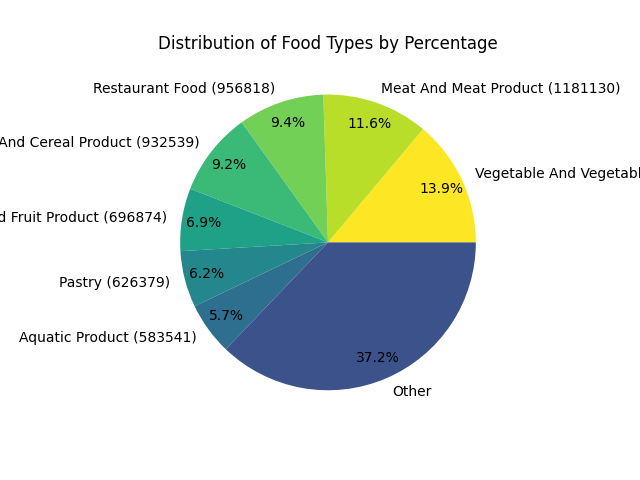 Distribution of Food Types by Percentage
Restaurant Food (956818)
Meat And Meat Product (1181130)
9.4%
11.6%
And Cereal Product (932539)
9.2%
Vegetable And
13.9%
Fruit Product (696874)
6.9%
Pastry (626379)
6.2%
Aquatic Product (583541)
5.7%
37.2%
Other